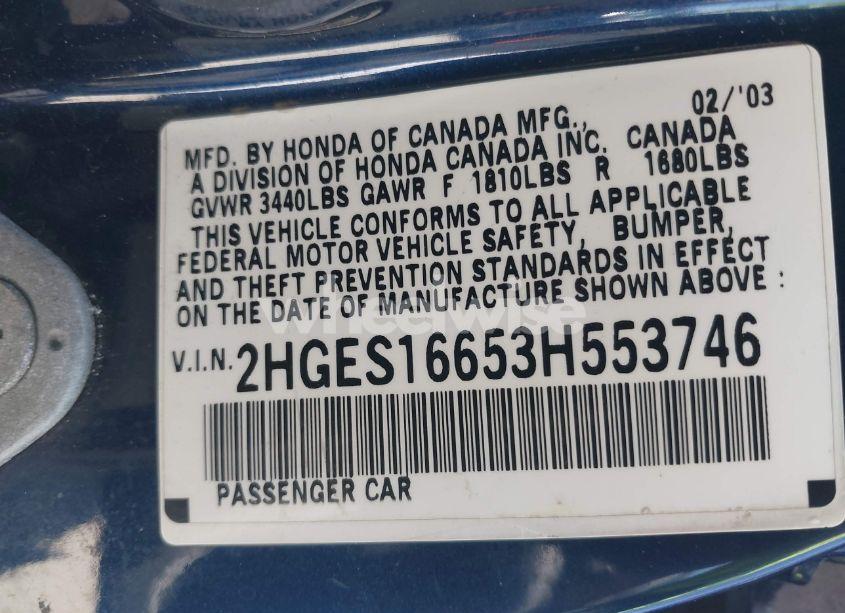 02/'03
MFD. BY HONDA OF CANADA MFG.,
A DIVISION OF HONDA CANADA INC. CANADA
GVWR 3440LBS GAWR F 1810LBS R 1680LBS
THIS VEHICLE CONFORMS TO ALL APPLICABLE
FEDERAL MOTOR VEHICLE SAFETY, BUMPER,
AND THEFT PREVENTION STANDARDS IN EFFECT
ON THE DATE OF MANUFACTURE SHOWN ABOVE :
wheelwise
V.I.N. 2HGES16653H553746
PASSENGER CAR